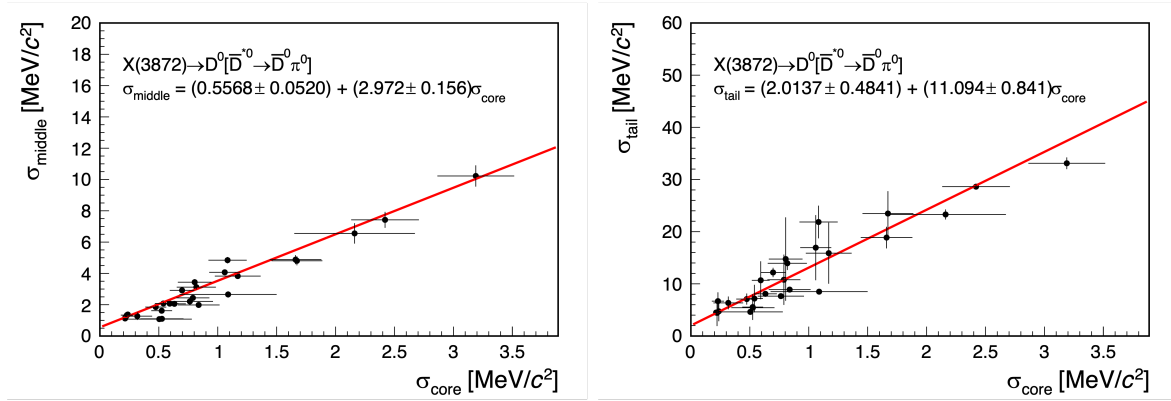 20
18
16
14
12
10
8
6
4
2
0
σmiddle [MeV/c²]
X(3872)→D⁰[D̅*⁰→D̅⁰π⁰]
σmiddle = (0.5568± 0.0520) + (2.972± 0.156)σcore
0 0.5 1 1.5 2 2.5 3 3.5
σcore [MeV/c²]
60
50
40
30
20
10
0
σtail [MeV/c²]
X(3872)→D⁰[D̅*⁰→D̅⁰π⁰]
σtail = (2.0137± 0.4841) + (11.094± 0.841)σcore
0 0.5 1 1.5 2 2.5 3 3.5
σcore [MeV/c²]